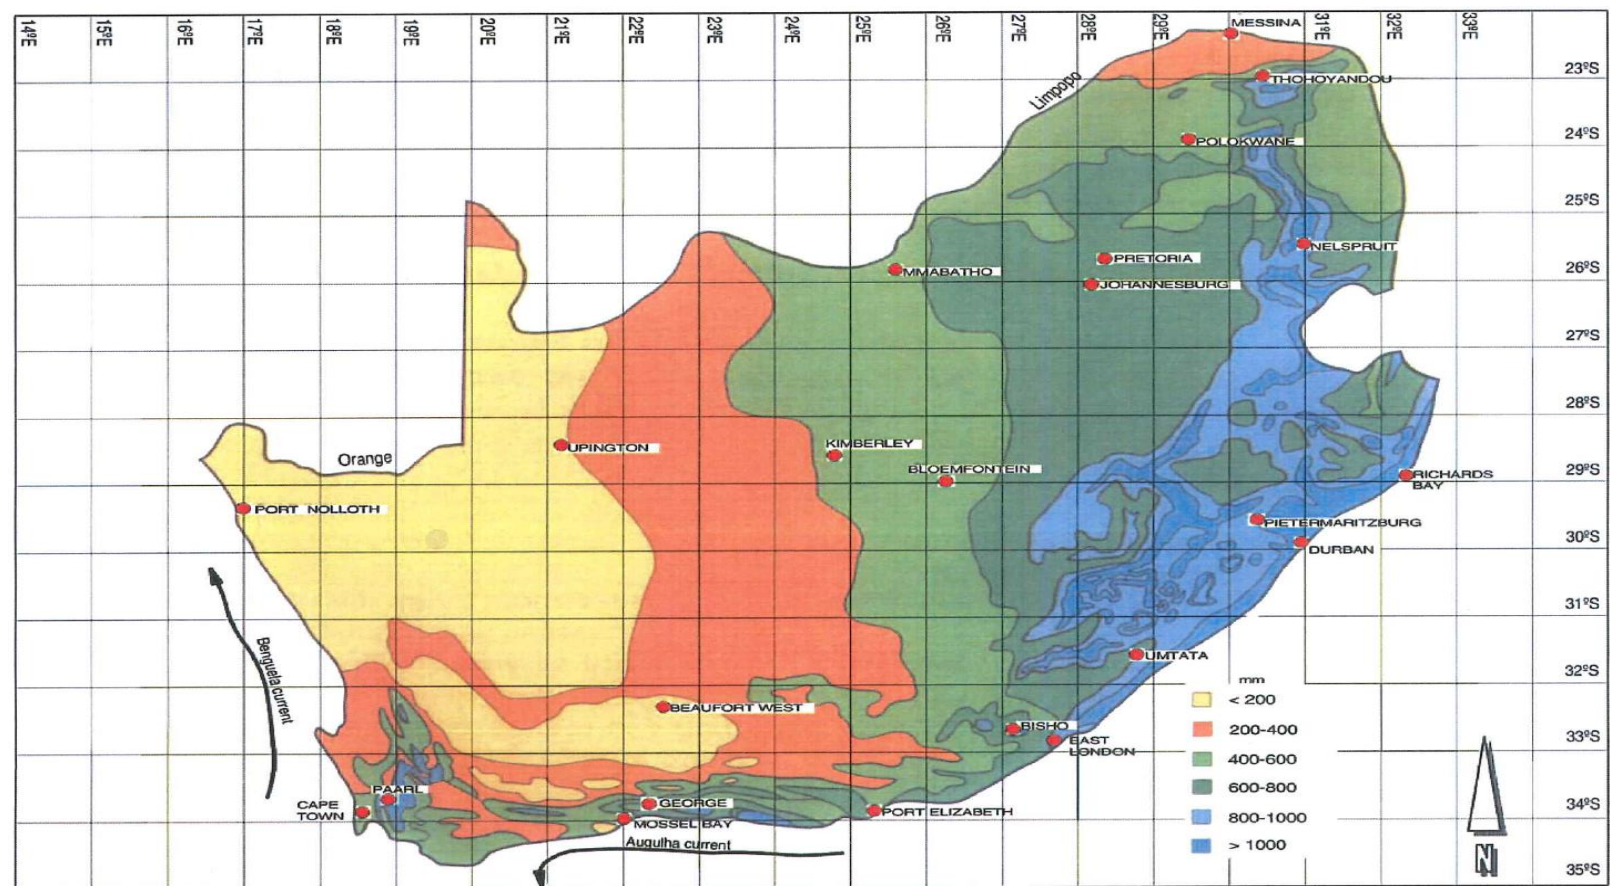 14ºE
15ºE
16ºE
17ºE
18ºE
19ºE
20ºE
21ºE
22ºE
23ºE
24ºE
25ºE
26ºE
27ºE
28ºE
29ºE
31ºE
32ºE
33ºE
MESSINA
23ºS
Limpopo
THOHOYANDOU
24ºS
POLOKWANE
25ºS
NELSPRUIT
PRETORIA
26ºS
MMABATHO
JOHANNESBURG
27ºS
28ºS
UPINGTON
KIMBERLEY
Orange
BLOEMFONTEIN
29ºS
RICHARDS
BAY
PORT NOLLOTH
PIETERMARITZBURG
30ºS
DURBAN
31ºS
Benguela current
UMTATA
32ºS
mm
< 200
BEAUFORT WEST
BISHO
200-400
EAST
LONDON
33ºS
400-600
600-800
PAARL
CAPE
TOWN
GEORGE
PORT ELIZABETH
34ºS
MOSSEL BAY
800-1000
Augulha current
> 1000
N
35ºS